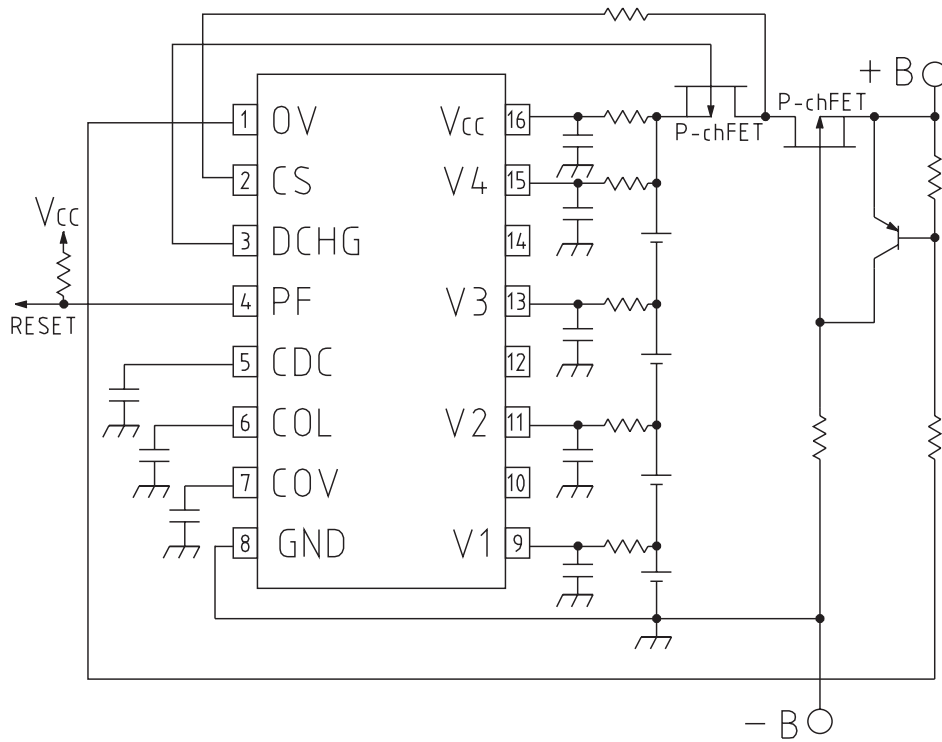 + B
P-chFET
P-chFET
1 OV
Vcc 16
2 CS
V4 15
Vcc
3 DCHG
14
4 PF
V3 13
RESET
5 CDC
12
6 COL
V2 11
7 COV
10
8 GND
V1 9
- B